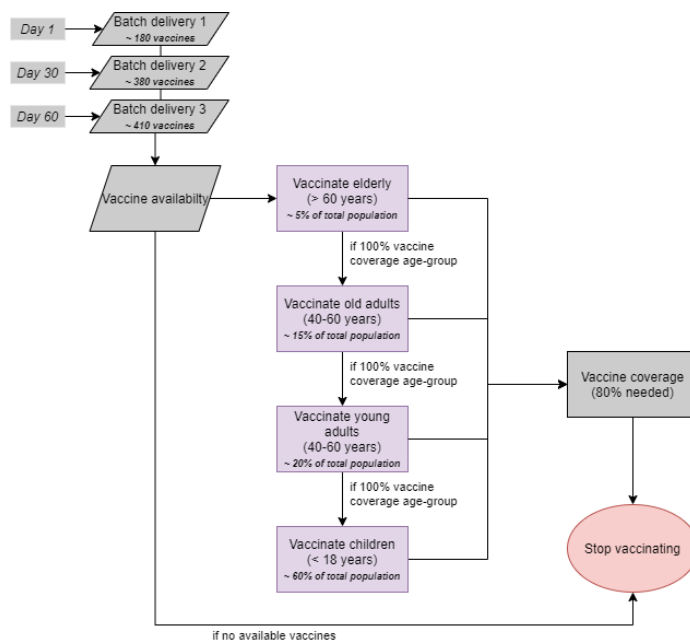 Day 1
Batch delivery 1
~ 180 vaccines
Day 30
Batch delivery 2
~ 380 vaccines
Day 60
Batch delivery 3
~ 410 vaccines
Vaccine availabilty
Vaccinate elderly
(> 60 years)
~ 5% of total population
if 100% vaccine
coverage age-group
Vaccinate old adults
(40-60 years)
~ 15% of total population
if 100% vaccine
coverage age-group
Vaccinate young
adults
(40-60 years)
~ 20% of total population
if 100% vaccine
coverage age-group
Vaccinate children
(< 18 years)
~ 60% of total population
Vaccine coverage
(80% needed)
Stop vaccinating
if no available vaccines